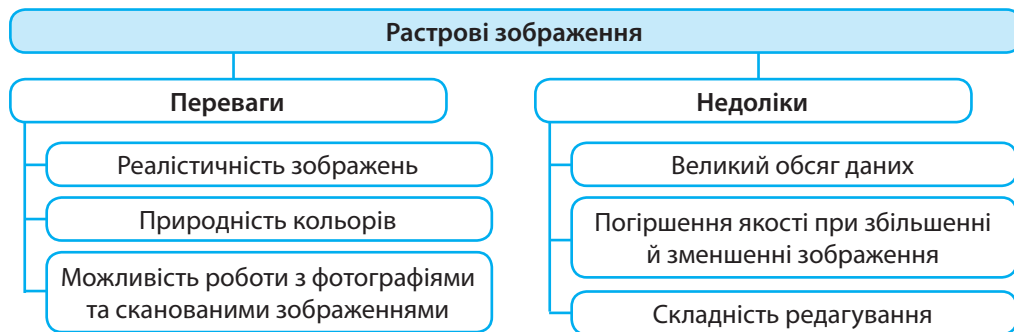 Растрові зображення
Переваги
Реалістичність зображень
Природність кольорів
Можливість роботи з фотографіями
та сканованими зображеннями
Недоліки
Великий обсяг даних
Погіршення якості при збільшенні
й зменшенні зображення
Складність редагування